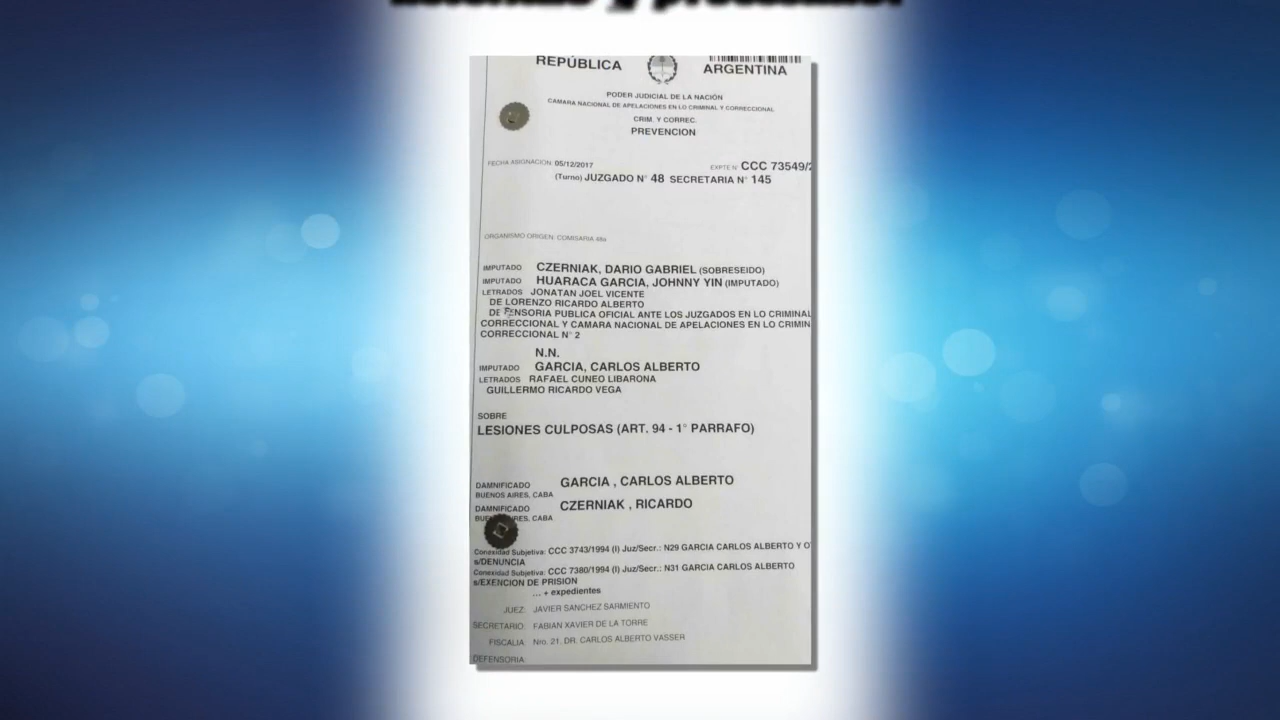 REPÚBLICA ARGENTINA
PODER JUDICIAL DE LA NACIÓN
CAMARA NACIONAL DE APELACIONES EN LO CRIMINAL Y CORRECCIONAL
CRIM. Y CORREC.
PREVENCION
FECHA ASIGNACION: 05/12/2017 EXPTE N° CCC 73549/2
(Turno) JUZGADO N° 48 SECRETARIA N° 145
ORGANISMO ORIGEN: COMISARIA 48a
IMPUTADO CZERNIAK, DARIO GABRIEL (SOBRESEIDO)
IMPUTADO HUARACA GARCIA, JOHNNY YIN (IMPUTADO)
LETRADOS JONATAN JOEL VICENTE
DE LORENZO RICARDO ALBERTO
DEFENSORIA PUBLICA OFICIAL ANTE LOS JUZGADOS EN LO CRIMINAL
CORRECCIONAL Y CAMARA NACIONAL DE APELACIONES EN LO CRIMIN
CORRECCIONAL N° 2
N.N.
IMPUTADO GARCIA, CARLOS ALBERTO
LETRADOS RAFAEL CUNEO LIBARONA
GUILLERMO RICARDO VEGA
SOBRE
LESIONES CULPOSAS (ART. 94 - 1° PARRAFO)
DAMNIFICADO GARCIA , CARLOS ALBERTO
BUENOS AIRES, CABA
DAMNIFICADO CZERNIAK , RICARDO
BUENOS AIRES, CABA
Conexidad Subjetiva: CCC 3743/1994 (I) Juz/Secr.: N29 GARCIA CARLOS ALBERTO Y O
s/DENUNCIA
Conexidad Subjetiva: CCC 7380/1994 (I) Juz/Secr.: N31 GARCIA CARLOS ALBERTO
s/EXENCION DE PRISION
... + expedientes
JUEZ: JAVIER SANCHEZ SARMIENTO
SECRETARIO: FABIAN XAVIER DE LA TORRE
FISCALIA: Nro. 21. DR. CARLOS ALBERTO VASSER
DEFENSORIA: